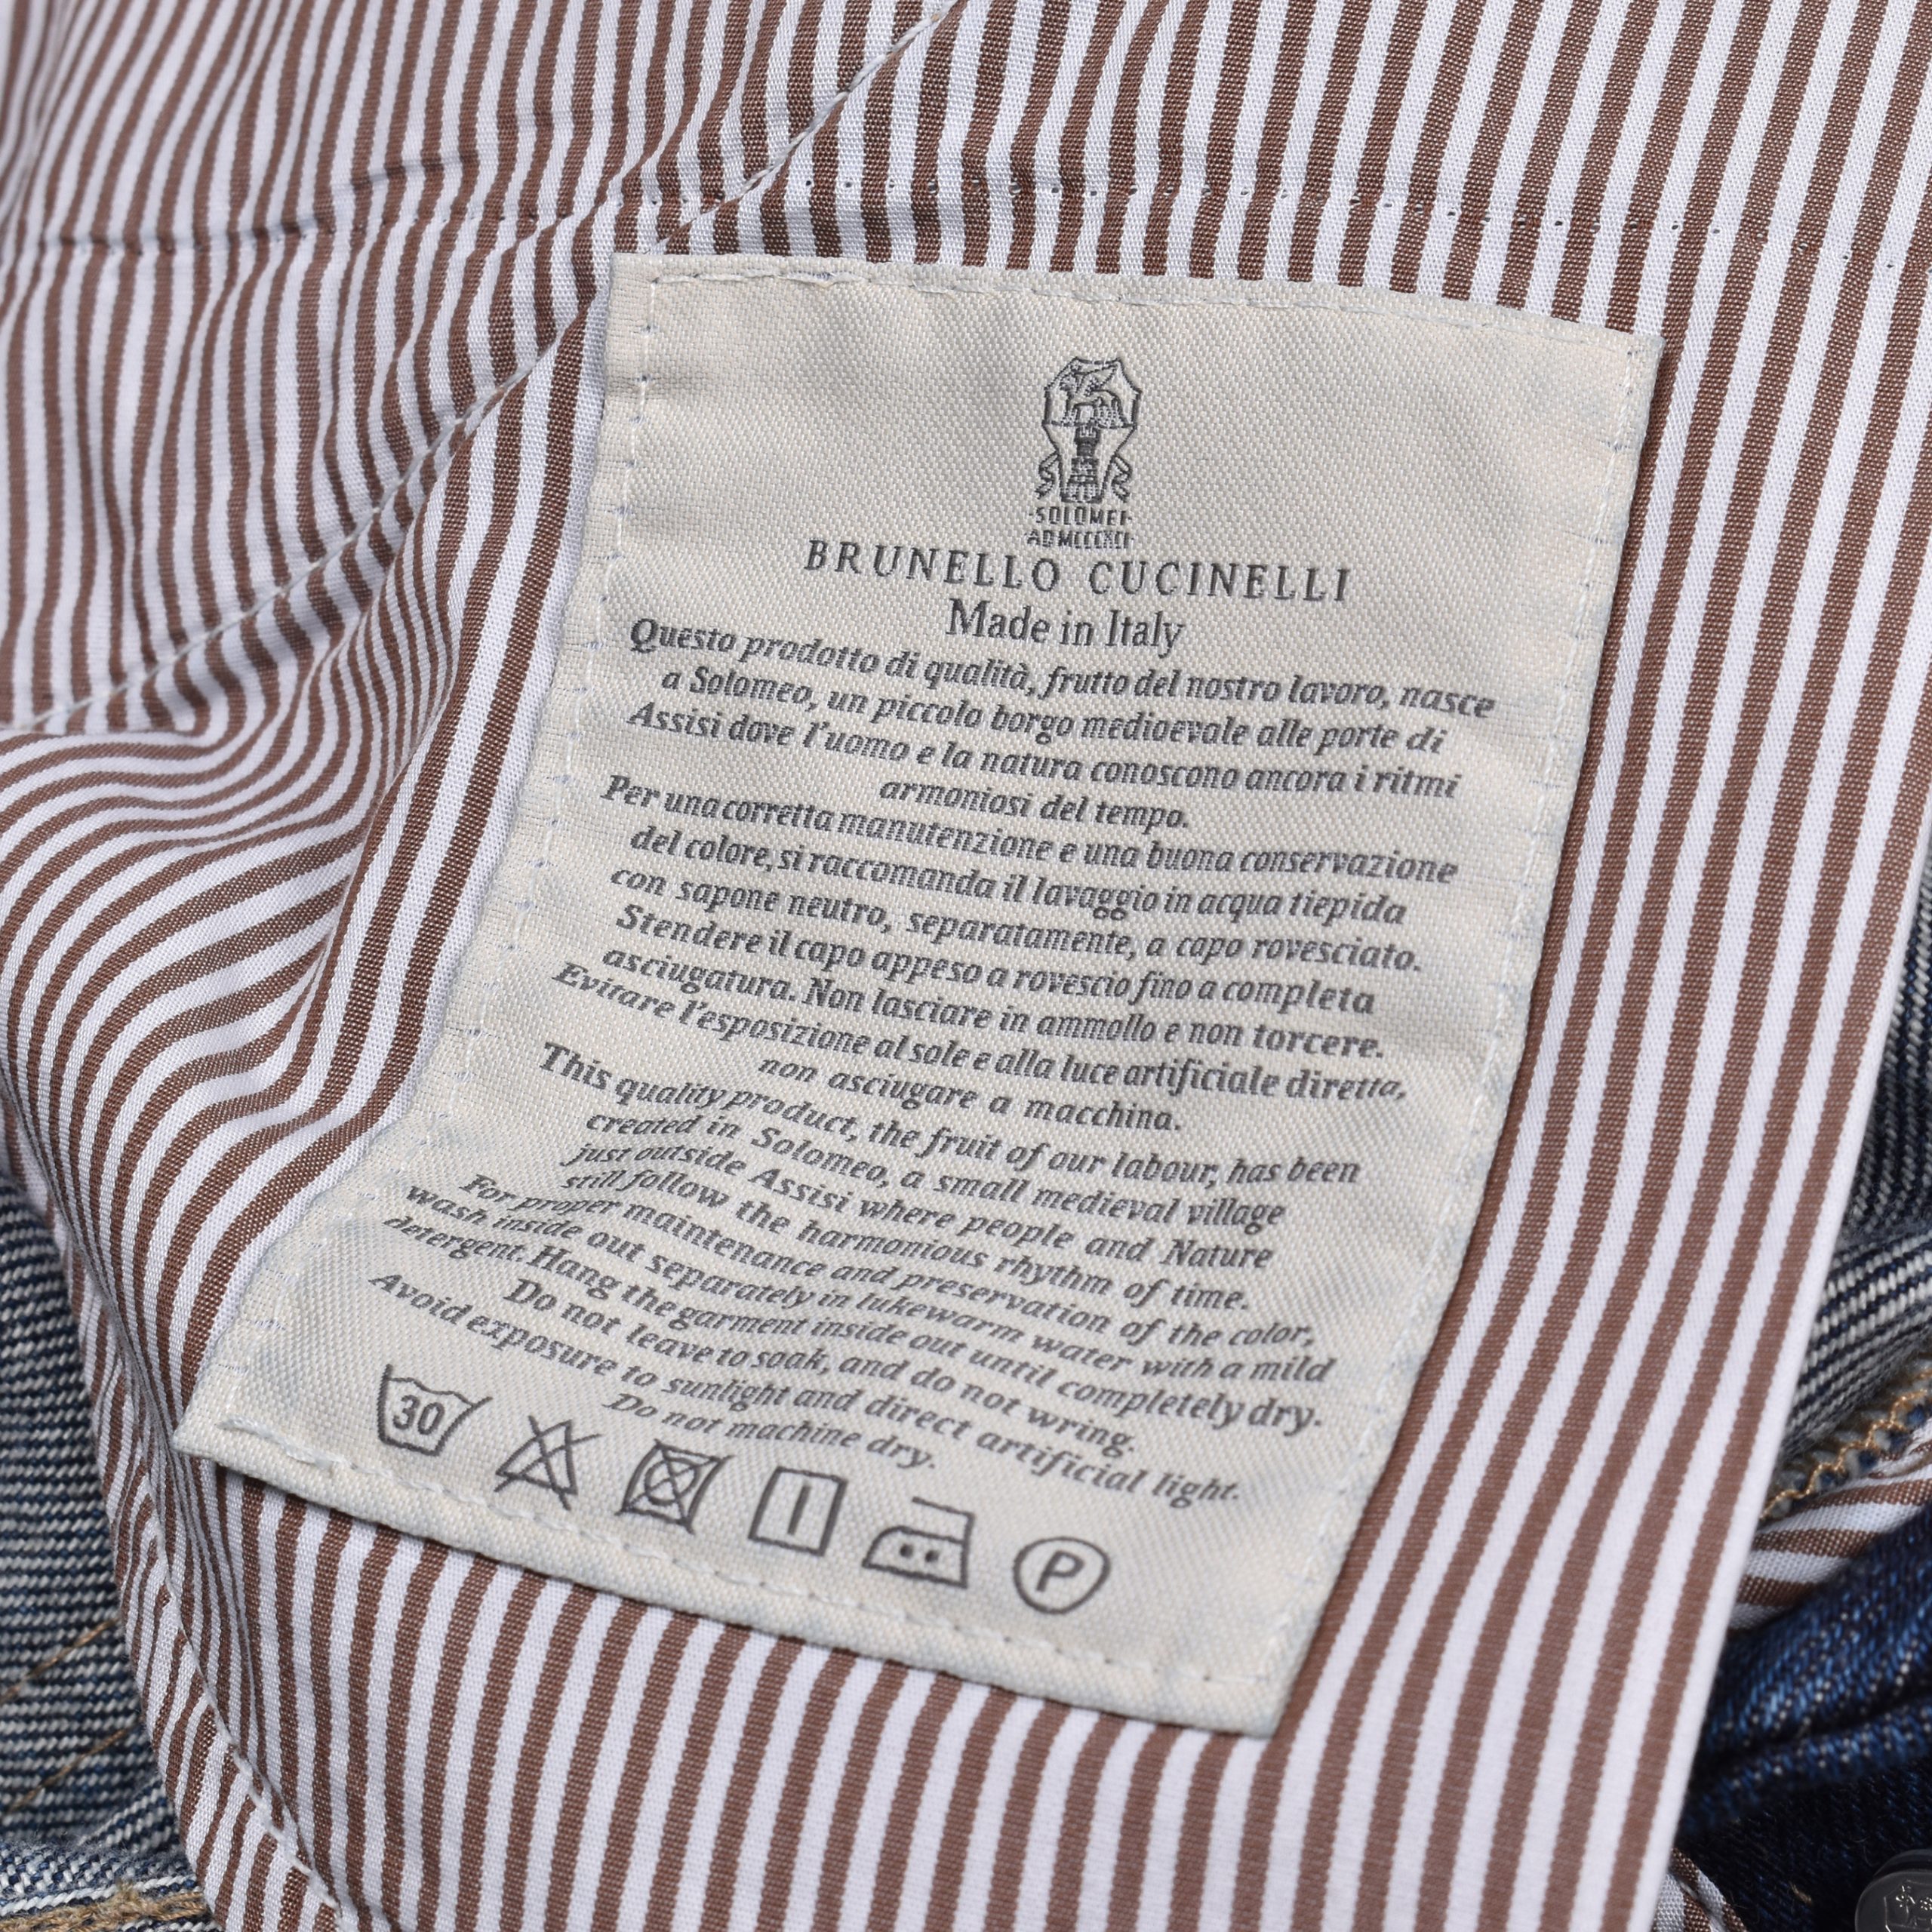 ·SOLOMEI·
·AD MCCCXCI·
BRUNELLO CUCINELLI
Made in Italy
Questo prodotto di qualità, frutto del nostro lavoro, nasce
a Solomeo, un piccolo borgo medioevale alle porte di
Assisi dove l'uomo e la natura conoscono ancora i ritmi
armoniosi del tempo.
Per una corretta manutenzione e una buona conservazione
del colore, si raccomanda il lavaggio in acqua tiepida
con sapone neutro, separatamente, a capo rovesciato.
Stendere il capo appeso a rovescio fino a completa
asciugatura. Non lasciare in ammollo e non torcere.
Evitare l'esposizione al sole e alla luce artificiale diretta,
non asciugare a macchina.
This quality product, the fruit of our labour, has been
created in Solomeo, a small medieval village
just outside Assisi where people and Nature
still follow the harmonious rhythm of time.
For proper maintenance and preservation of the color,
wash inside out separately in lukewarm water with a mild
detergent. Hang the garment inside out until completely dry.
Do not leave to soak, and do not wring.
Avoid exposure to sunlight and direct artificial light.
Do not machine dry.
30
P